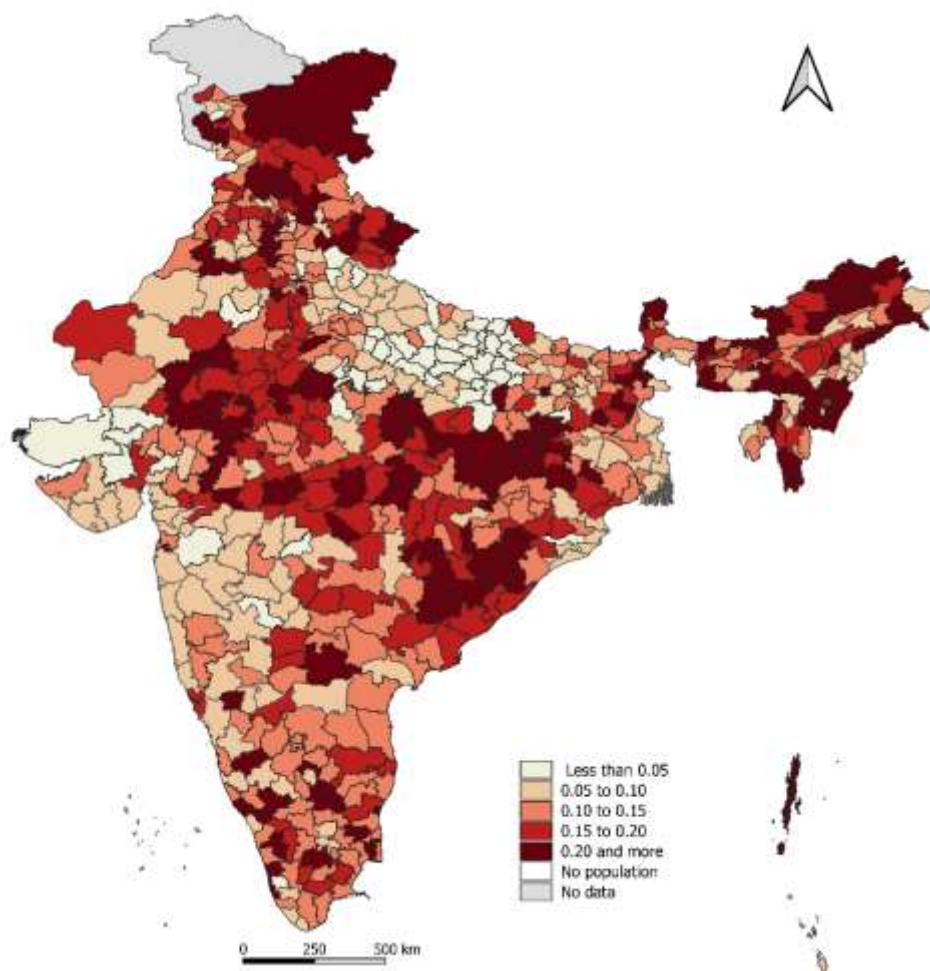 Less than 0.05
0.05 to 0.10
0.10 to 0.15
0.15 to 0.20
0.20 and more
No population
No data
0 250 500 km